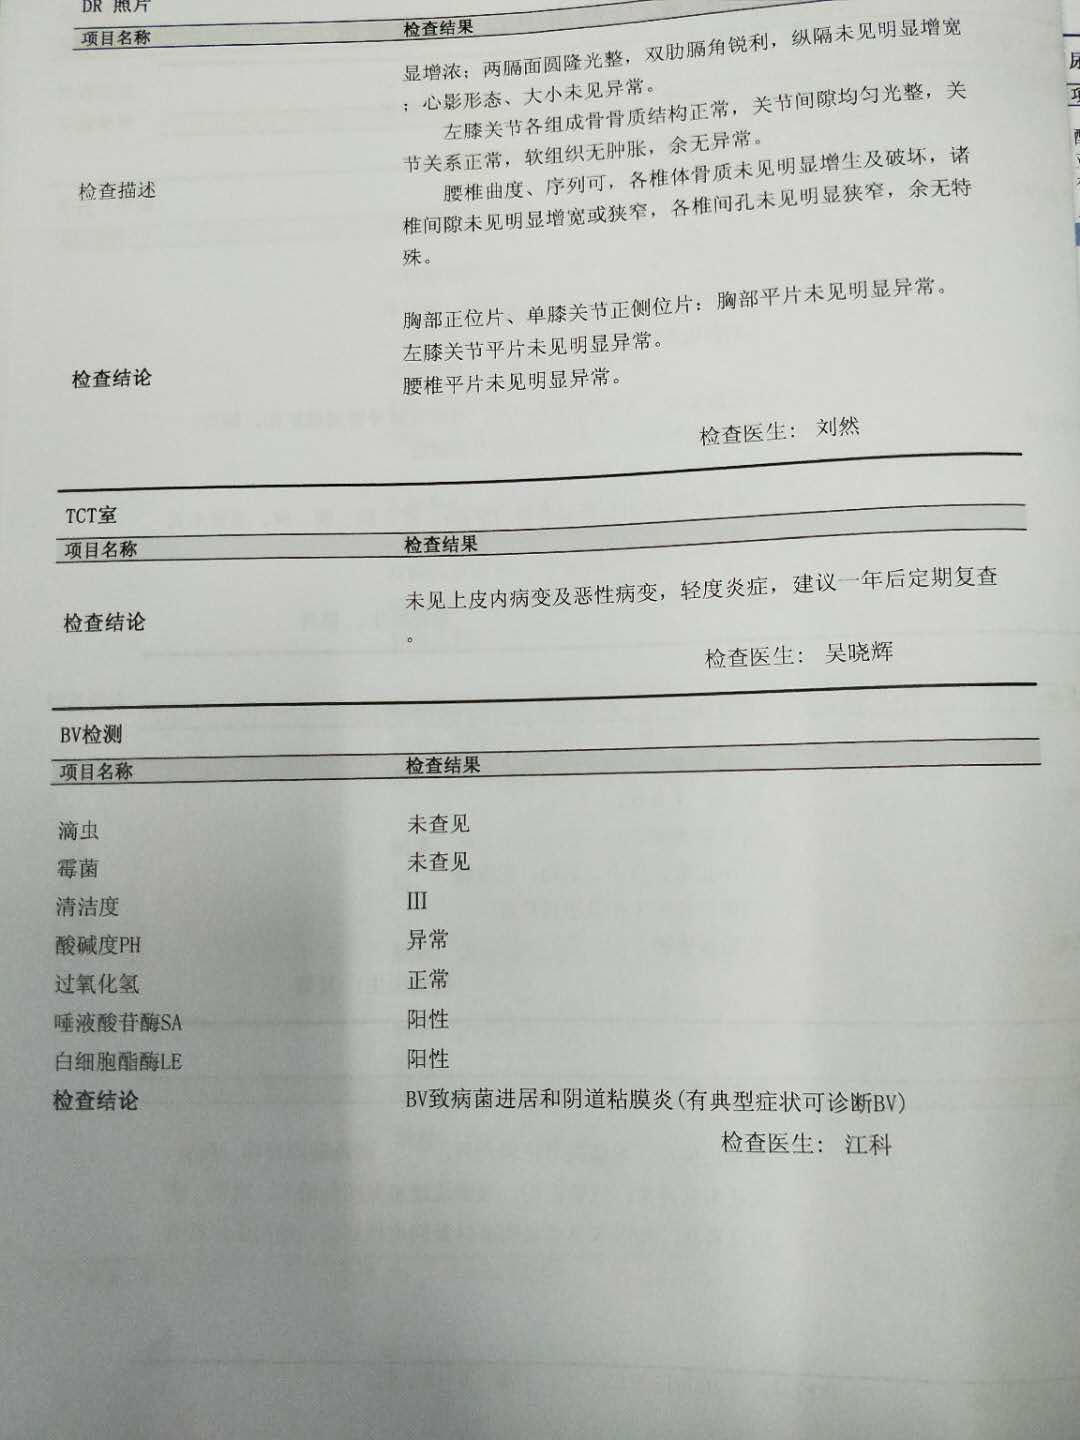 DR 照片
项目名称 检查结果
显增浓；两膈面圆隆光整，双肋膈角锐利，纵隔未见明显增宽
；心影形态、大小未见异常。
左膝关节各组成骨骨质结构正常，关节间隙均匀光整，关
节关系正常，软组织无肿胀，余无异常。
检查描述
腰椎曲度、序列可，各椎体骨质未见明显增生及破坏，诸
椎间隙未见明显增宽或狭窄，各椎间孔未见明显狭窄，余无特
殊。
胸部正位片、单膝关节正侧位片：胸部平片未见明显异常。
左膝关节平片未见明显异常。
检查结论
腰椎平片未见明显异常。
检查医生： 刘然
TCT室
项目名称 检查结果
检查结论
未见上皮内病变及恶性病变，轻度炎症，建议一年后定期复查
。
检查医生： 吴晓辉
BV检测
项目名称 检查结果
滴虫 未查见
霉菌 未查见
清洁度 III
酸碱度PH 异常
过氧化氢 正常
唾液酸苷酶SA 阳性
白细胞酯酶LE 阳性
检查结论 BV致病菌进居和阴道粘膜炎(有典型症状可诊断BV)
检查医生： 江科